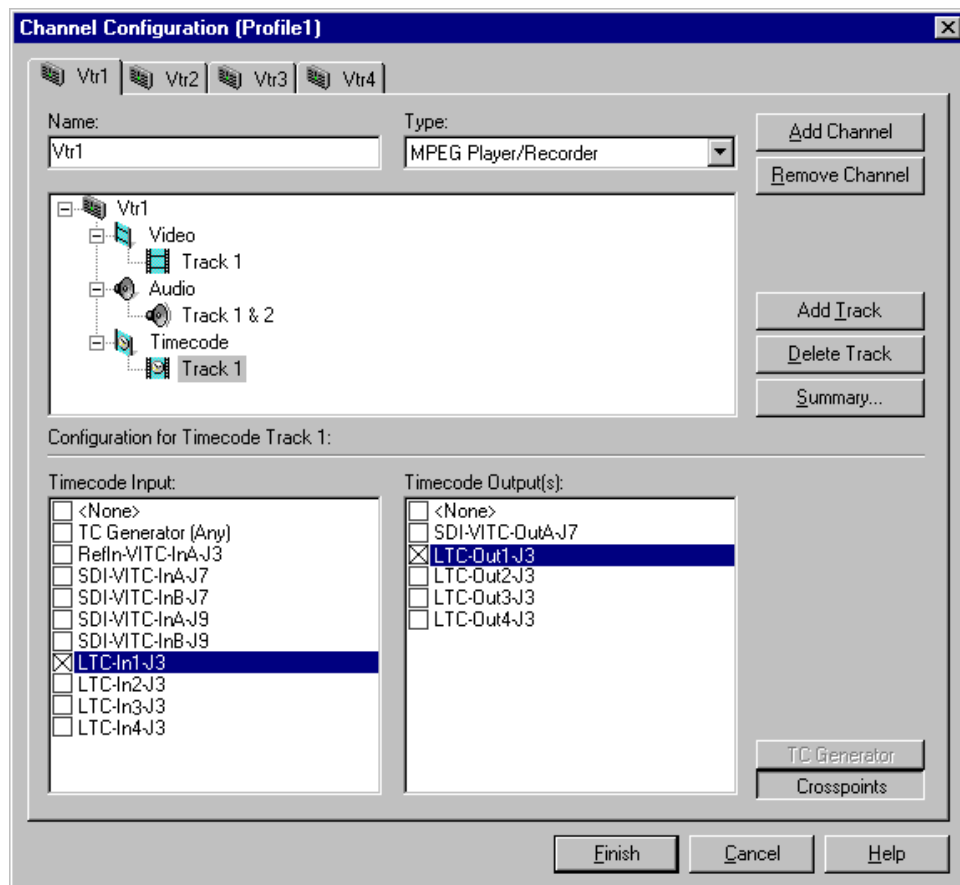 Channel Configuration (Profile1)
Vtr1 Vtr2 Vtr3 Vtr4
Name:
Vtr1
Type:
MPEG Player/Recorder
Add Channel
Remove Channel
Vtr1
Video
Track 1
Audio
Track 1 & 2
Timecode
Track 1
Add Track
Delete Track
Summary...
Configuration for Timecode Track 1:
Timecode Input:
<None>
TC Generator (Any)
RefIn-VITC-InA-J3
SDI-VITC-InA-J7
SDI-VITC-InB-J7
SDI-VITC-InA-J9
SDI-VITC-InB-J9
LTC-In1-J3
LTC-In2-J3
LTC-In3-J3
LTC-In4-J3
Timecode Output(s):
<None>
SDI-VITC-OutA-J7
LTC-Out1-J3
LTC-Out2-J3
LTC-Out3-J3
LTC-Out4-J3
TC Generator
Crosspoints
Finish
Cancel
Help